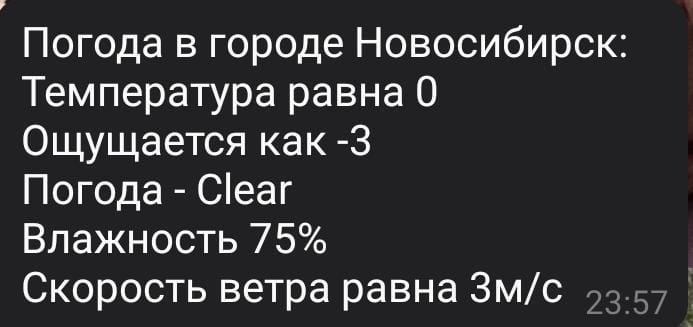 Погода в городе Новосибирск:
Температура равна 0
Ощущается как -3
Погода - Clear
Влажность 75%
Скорость ветра равна 3м/с 23:57